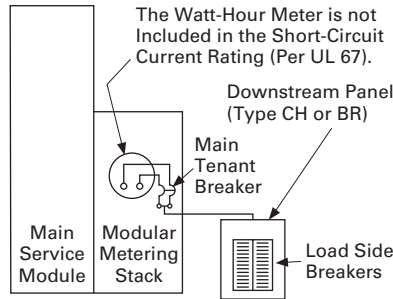 The Watt-Hour Meter is not
Included in the Short-Circuit
Current Rating (Per UL 67).
Downstream Panel
(Type CH or BR)
Main
Tenant
Breaker
Main
Service
Module
Modular
Metering
Stack
Load Side
Breakers